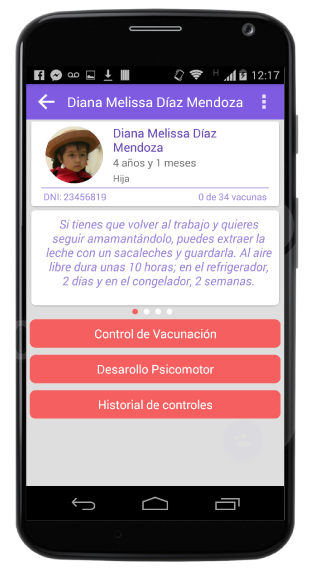 H
12:17
Diana Melissa Díaz Mendoza
Diana Melissa Díaz
Mendoza
4 años y 1 meses
Hija
DNI: 23456819
0 de 34 vacunas
Si tienes que volver al trabajo y quieres
seguir amamantándolo, puedes extraer la
leche con un sacaleches y guardarla. Al aire
libre dura unas 10 horas; en el refrigerador,
2 días y en el congelador, 2 semanas.
Control de Vacunación
Desarollo Psicomotor
Historial de controles